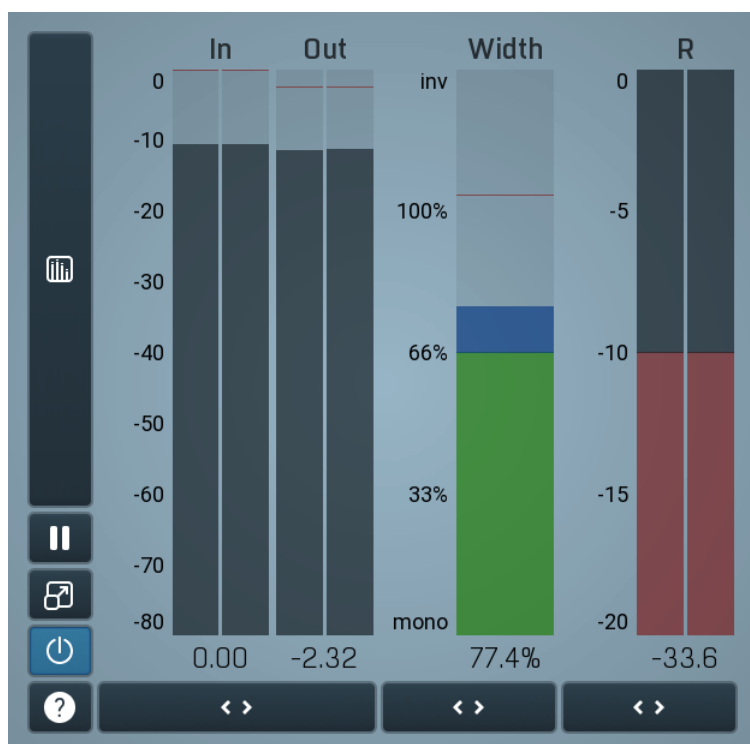 In Out Width R
0 inv 0
-10
-20 100% -5
-30
-40 66% -10
-50
-60 33% -15
-70
-80 mono -20
0.00 -2.32 77.4% -33.6
< > < > < >
?